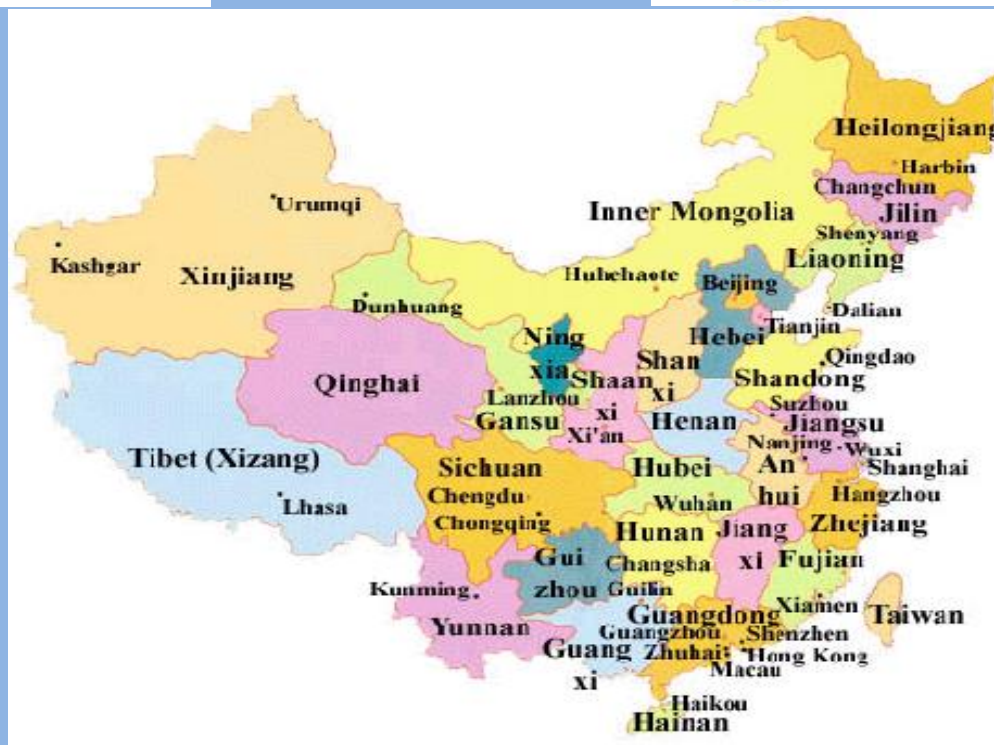 Heilongjiang
Harbin
Changchun
Jilin
Urumqi
Inner Mongolia
Shenyang
Liaoning
Kashgar
Xinjiang
Huhehaote
Beijing
Dunhuang
Dalian
Tianjin
Ning
xia
Hebei
Qingdao
Shan
xi
Qinghai
Shaan
xi
Shandong
Lanzhou
Suzhou
Gansu
Xi'an
Henan
Jiangsu
Nanjing
Wuxi
Tibet (Xizang)
Sichuan
Hubei
An
hui
Shanghai
Lhasa
Chengdu
Wuhan
Hangzhou
Chongqing
Hunan
Jiang
xi
Zhejiang
Gui
zhou
Changsha
Fujian
Kunming
Guilin
Xiamen
Taiwan
Guangdong
Yunnan
Guangzhou
Shenzhen
Guang
xi
Zhuhai
Hong Kong
Macau
Haikou
Hainan